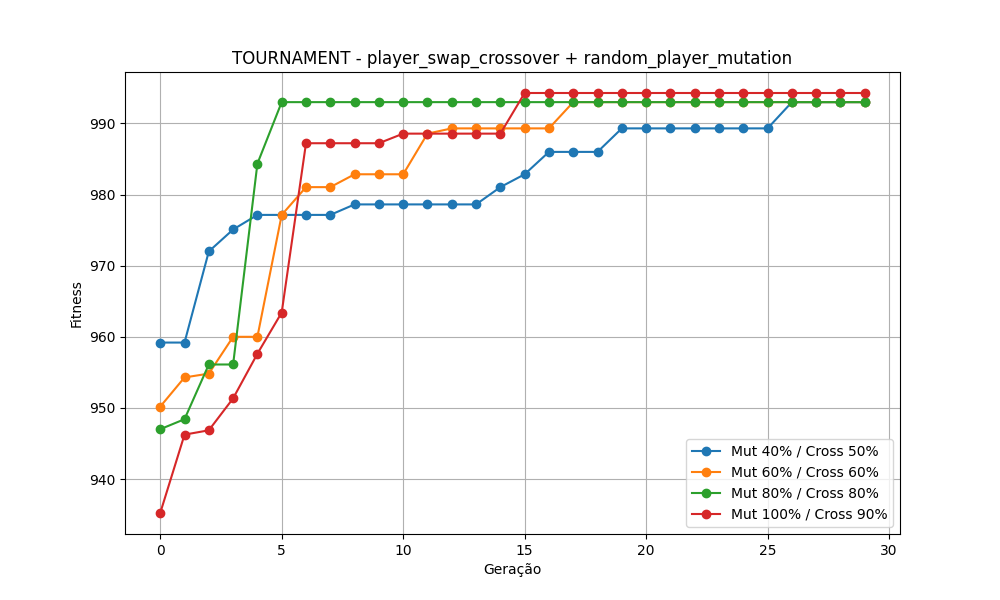 TOURNAMENT - player_swap_crossover + random_player_mutation
Fitness
990
980
970
960
950
940
0 5 10 15 20 25 30
Geração
Mut 40% / Cross 50%
Mut 60% / Cross 60%
Mut 80% / Cross 80%
Mut 100% / Cross 90%